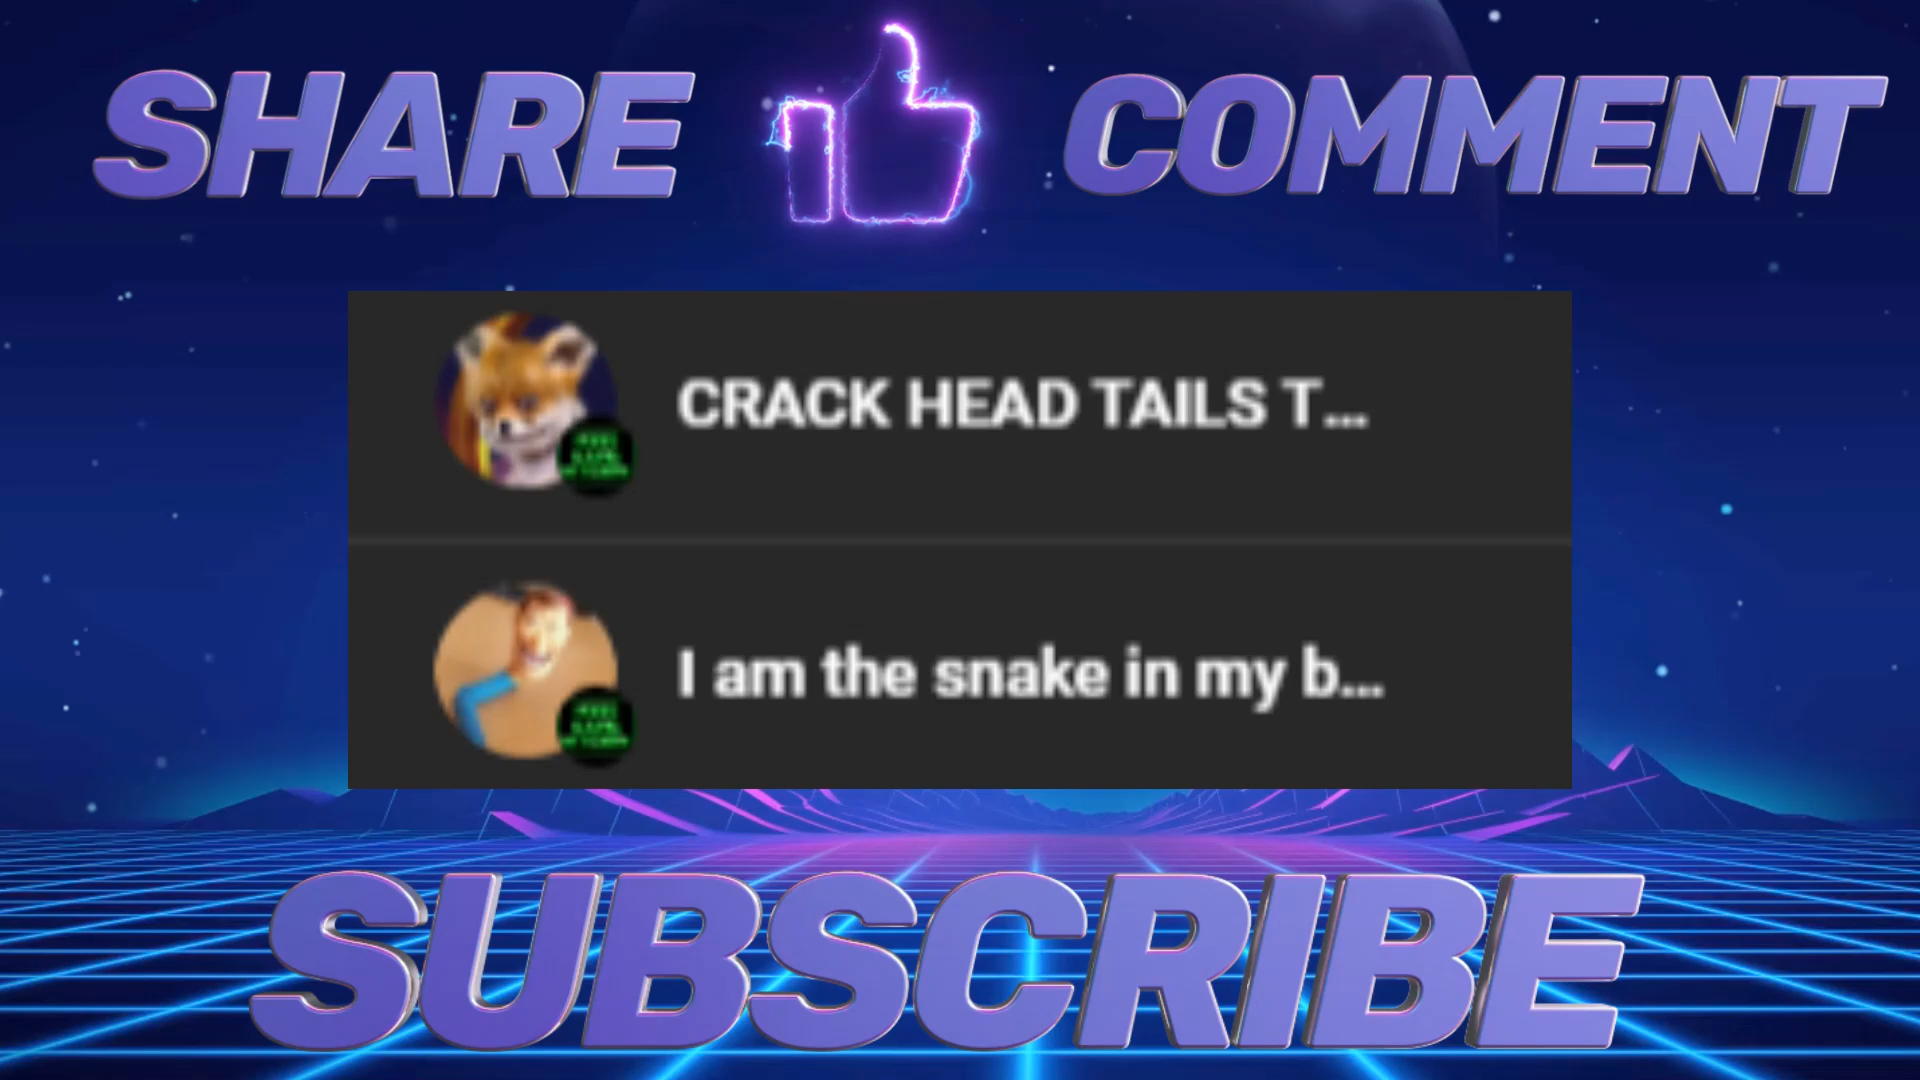 SHARE COMMENT
CRACK HEAD TAILS T...
I am the snake in my b...
SUBSCRIBE